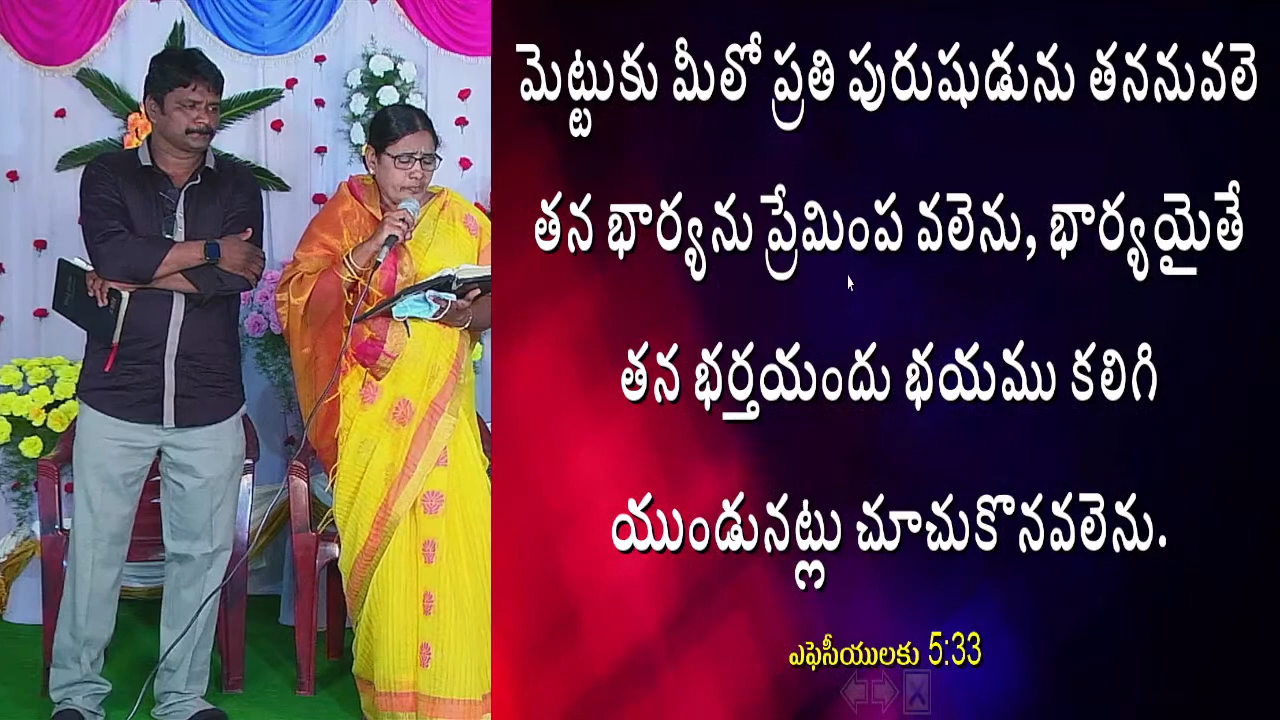 మెట్టుకు మీలో ప్రతి పురుషుడును తననువలె
తన భార్యను ప్రేమింప వలెను, భార్యయైతే
తన భర్తయందు భయము కలిగి
యుండునట్లు చూచుకొనవలెను.
ఎఫెసీయులకు 5:33